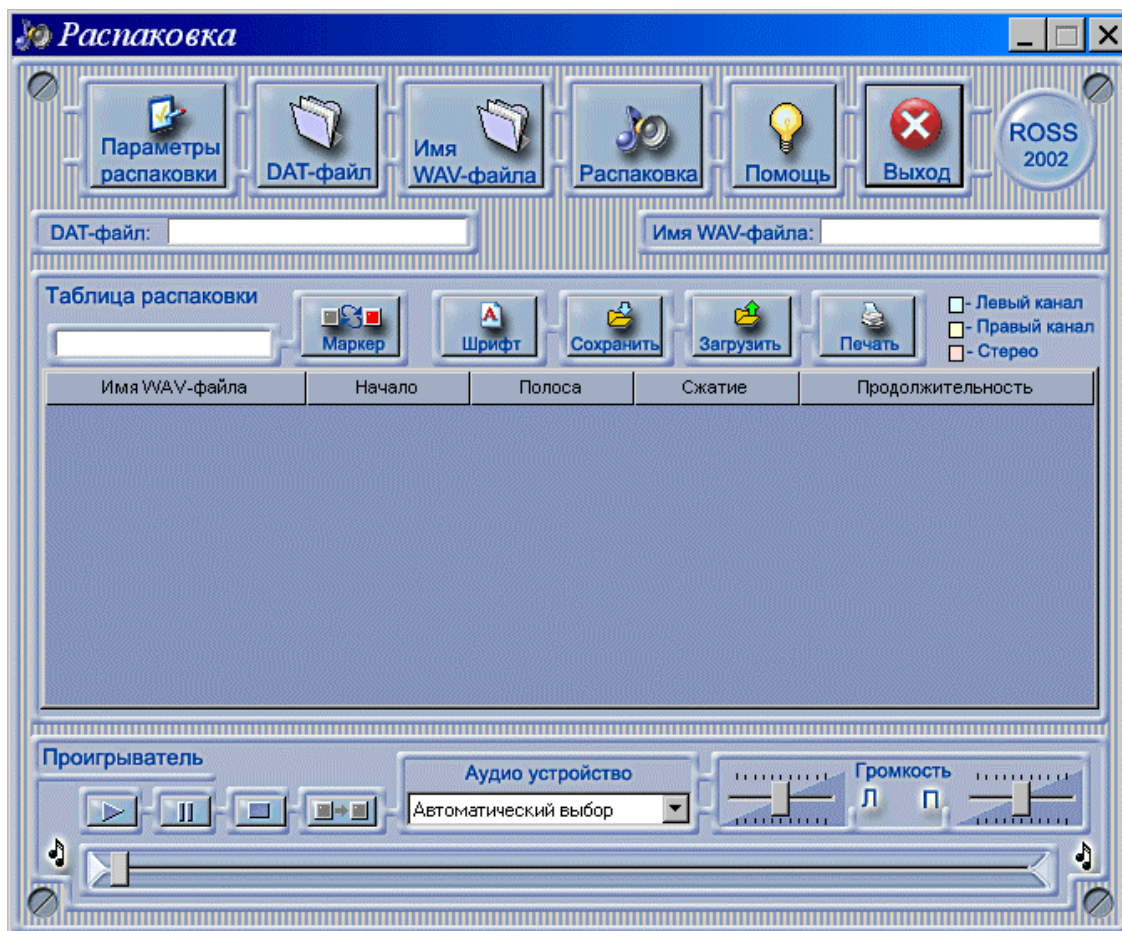 Распаковка
Параметры
распаковки
DAT-файл
Имя
WAV-файла
Распаковка
Помощь
Выход
ROSS
2002
DAT-файл:
Имя WAV-файла:
Таблица распаковки
Маркер
Шрифт
Сохранить
Загрузить
Печать
- Левый канал
- Правый канал
- Стерео
Имя WAV-файла
Начало
Полоса
Сжатие
Продолжительность
Проигрыватель
Аудио устройство
Автоматический выбор
Громкость
Л
П